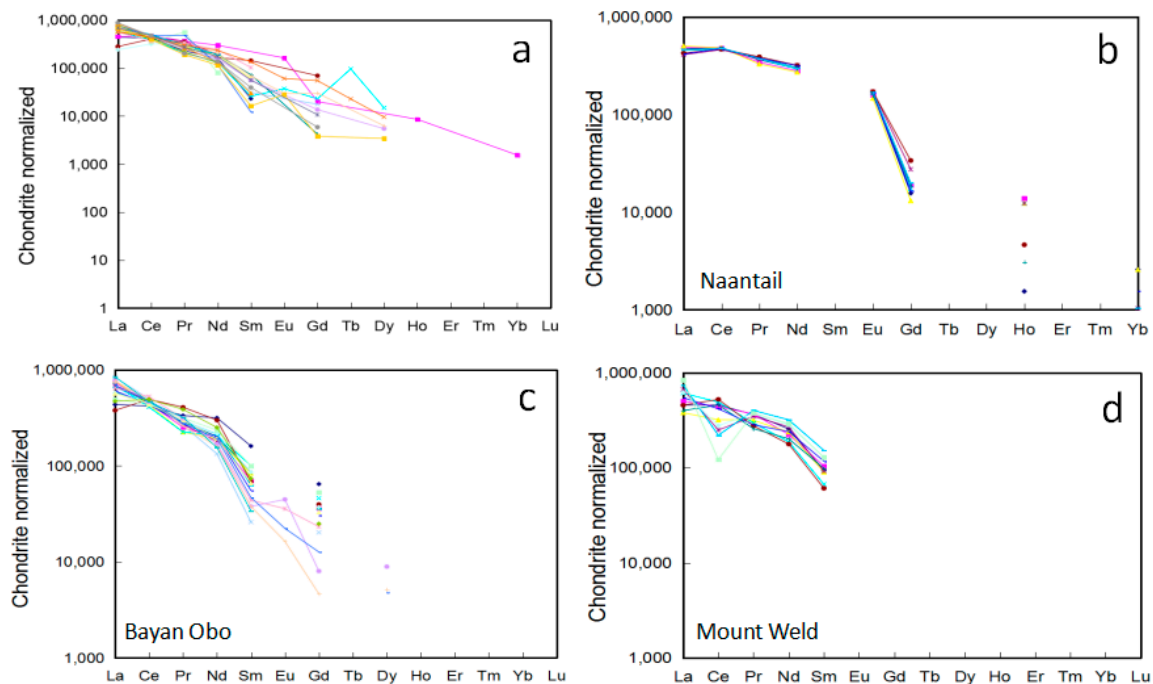 a
Chondrite normalized
1,000,000
100,000
10,000
1,000
100
10
1
La Ce Pr Nd Sm Eu Gd Tb Dy Ho Er Tm Yb Lu
b
Chondrite normalized
1,000,000
100,000
10,000
1,000
Naantail
La Ce Pr Nd Sm Eu Gd Tb Dy Ho Er Tm Yb
c
Chondrite normalized
1,000,000
100,000
10,000
1,000
Bayan Obo
La Ce Pr Nd Sm Eu Gd Tb Dy Ho Er Tm Yb Lu
d
Chondrite normalized
1,000,000
100,000
10,000
1,000
Mount Weld
La Ce Pr Nd Sm Eu Gd Tb Dy Ho Er Tm Yb Lu